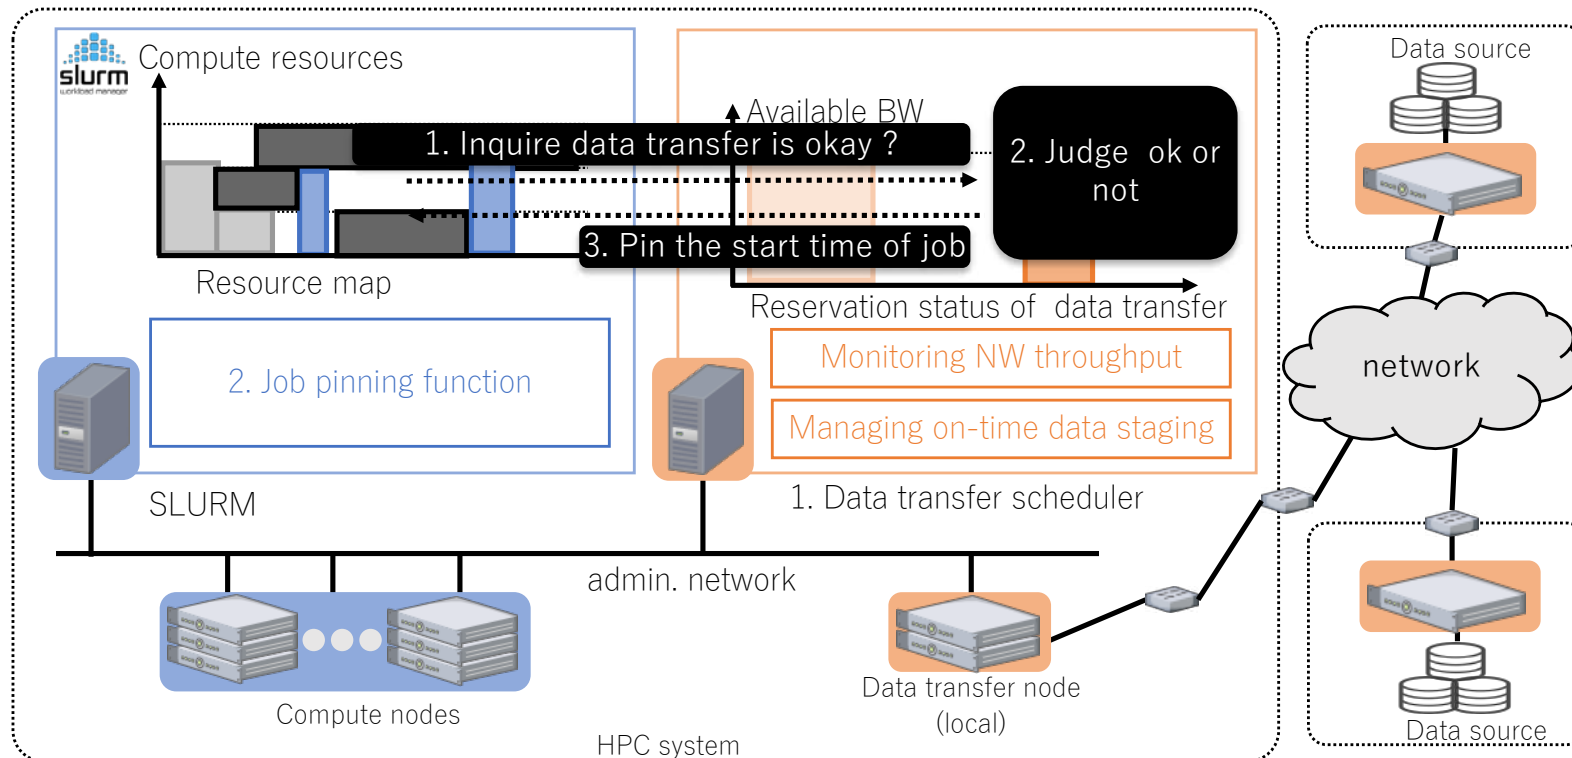 slurm
workload manager
Compute resources
Available BW
1. Inquire data transfer is okay ?
2. Judge ok or
not
3. Pin the start time of job
Resource map
Reservation status of data transfer
2. Job pinning function
Monitoring NW throughput
Managing on-time data staging
SLURM
1. Data transfer scheduler
admin. network
Compute nodes
Data transfer node
(local)
HPC system
Data source
network
Data source